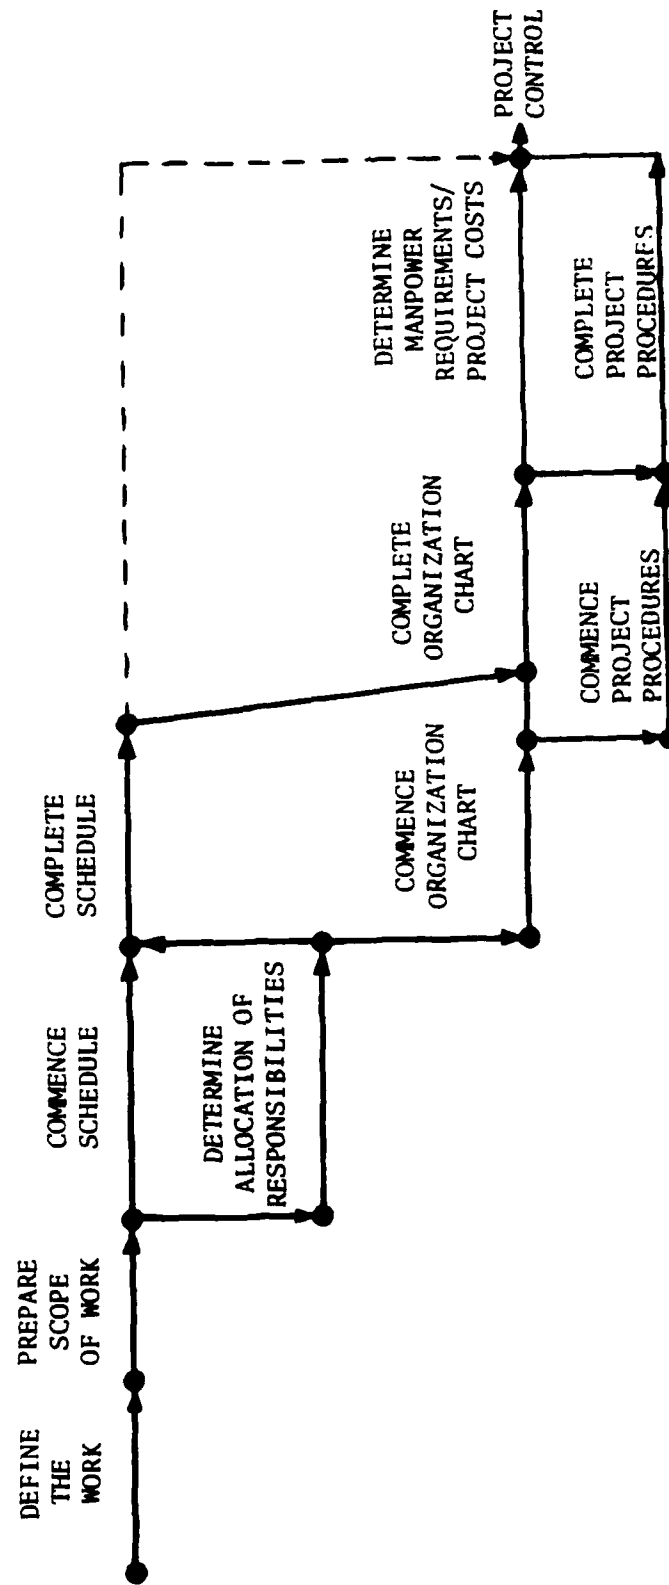 DEFINE
THE
WORK
PREPARE
SCOPE
OF WORK
COMMENCE
SCHEDULE
COMPLETE
SCHEDULE
DETERMINE
ALLOCATION OF
RESPONSIBILITIES
COMMENCE
ORGANIZATION
CHART
COMPLETE
ORGANIZATION
CHART
DETERMINE
MANPOWER
REQUIREMENTS/
PROJECT COSTS
PROJECT
CONTROL
COMMENCE
PROJECT
PROCEDURES
COMPLETE
PROJECT
PROCEDURES